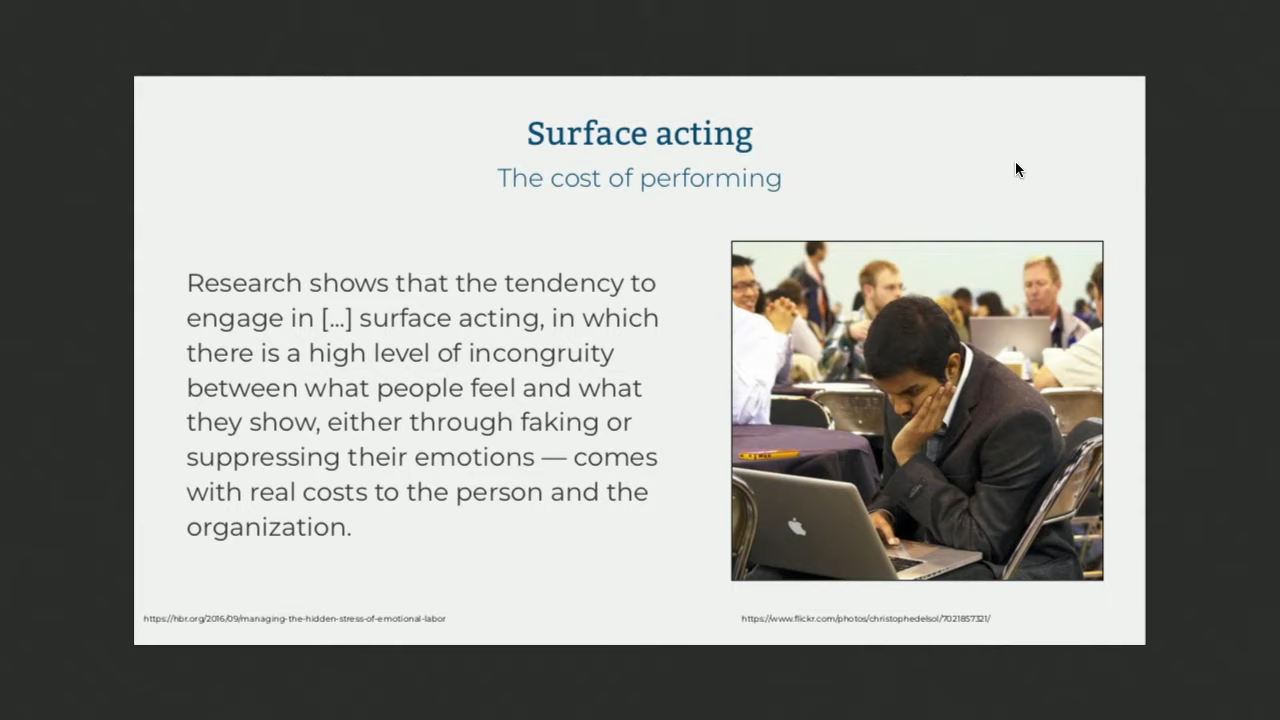 Surface acting
The cost of performing
Research shows that the tendency to
engage in [...] surface acting, in which
there is a high level of incongruity
between what people feel and what
they show, either through faking or
suppressing their emotions — comes
with real costs to the person and the
organization.
https://hbr.org/2016/09/managing-the-hidden-stress-of-emotional-labor
https://www.flickr.com/photos/christophedelsol/7021857321/